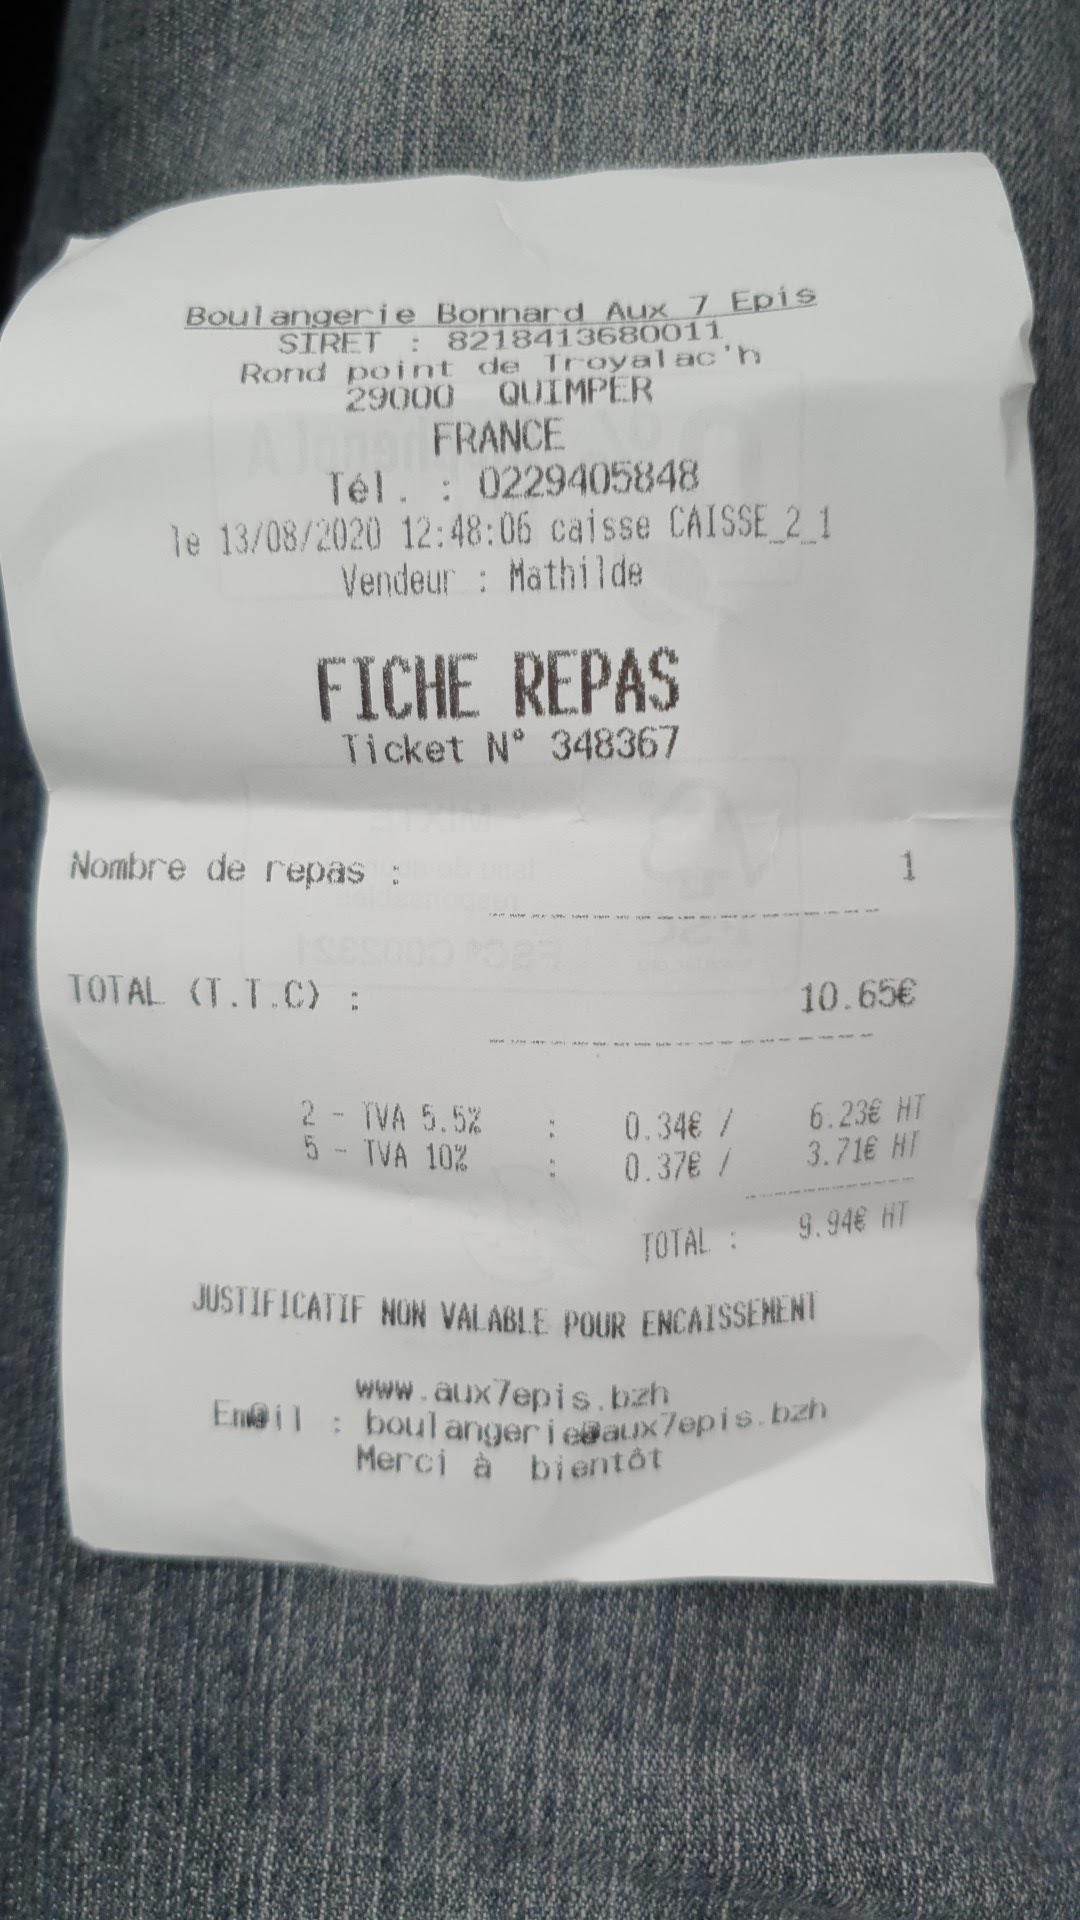 Boulangerie Bonnard Aux 7 Epis
SIRET : 8218413680011
Rond point de Troyalac'h
29000 QUIMPER
FRANCE
Tél. : 0229405848
le 13/08/2020 12:48:06 caisse CAISSE_2_1
Vendeur : Mathilde
FICHE REPAS
Ticket N° 348367
Nombre de repas : 1
TOTAL (T.T.C) : 10.65€
2 - TVA 5.5% : 0.34€ / 6.23€ HT
5 - TVA 10% : 0.37€ / 3.71€ HT
TOTAL : 9.94€ HT
JUSTIFICATIF NON VALABLE POUR ENCAISSEMENT
www.aux7epis.bzh
Em@il : boulangerie@aux7epis.bzh
Merci à bientôt